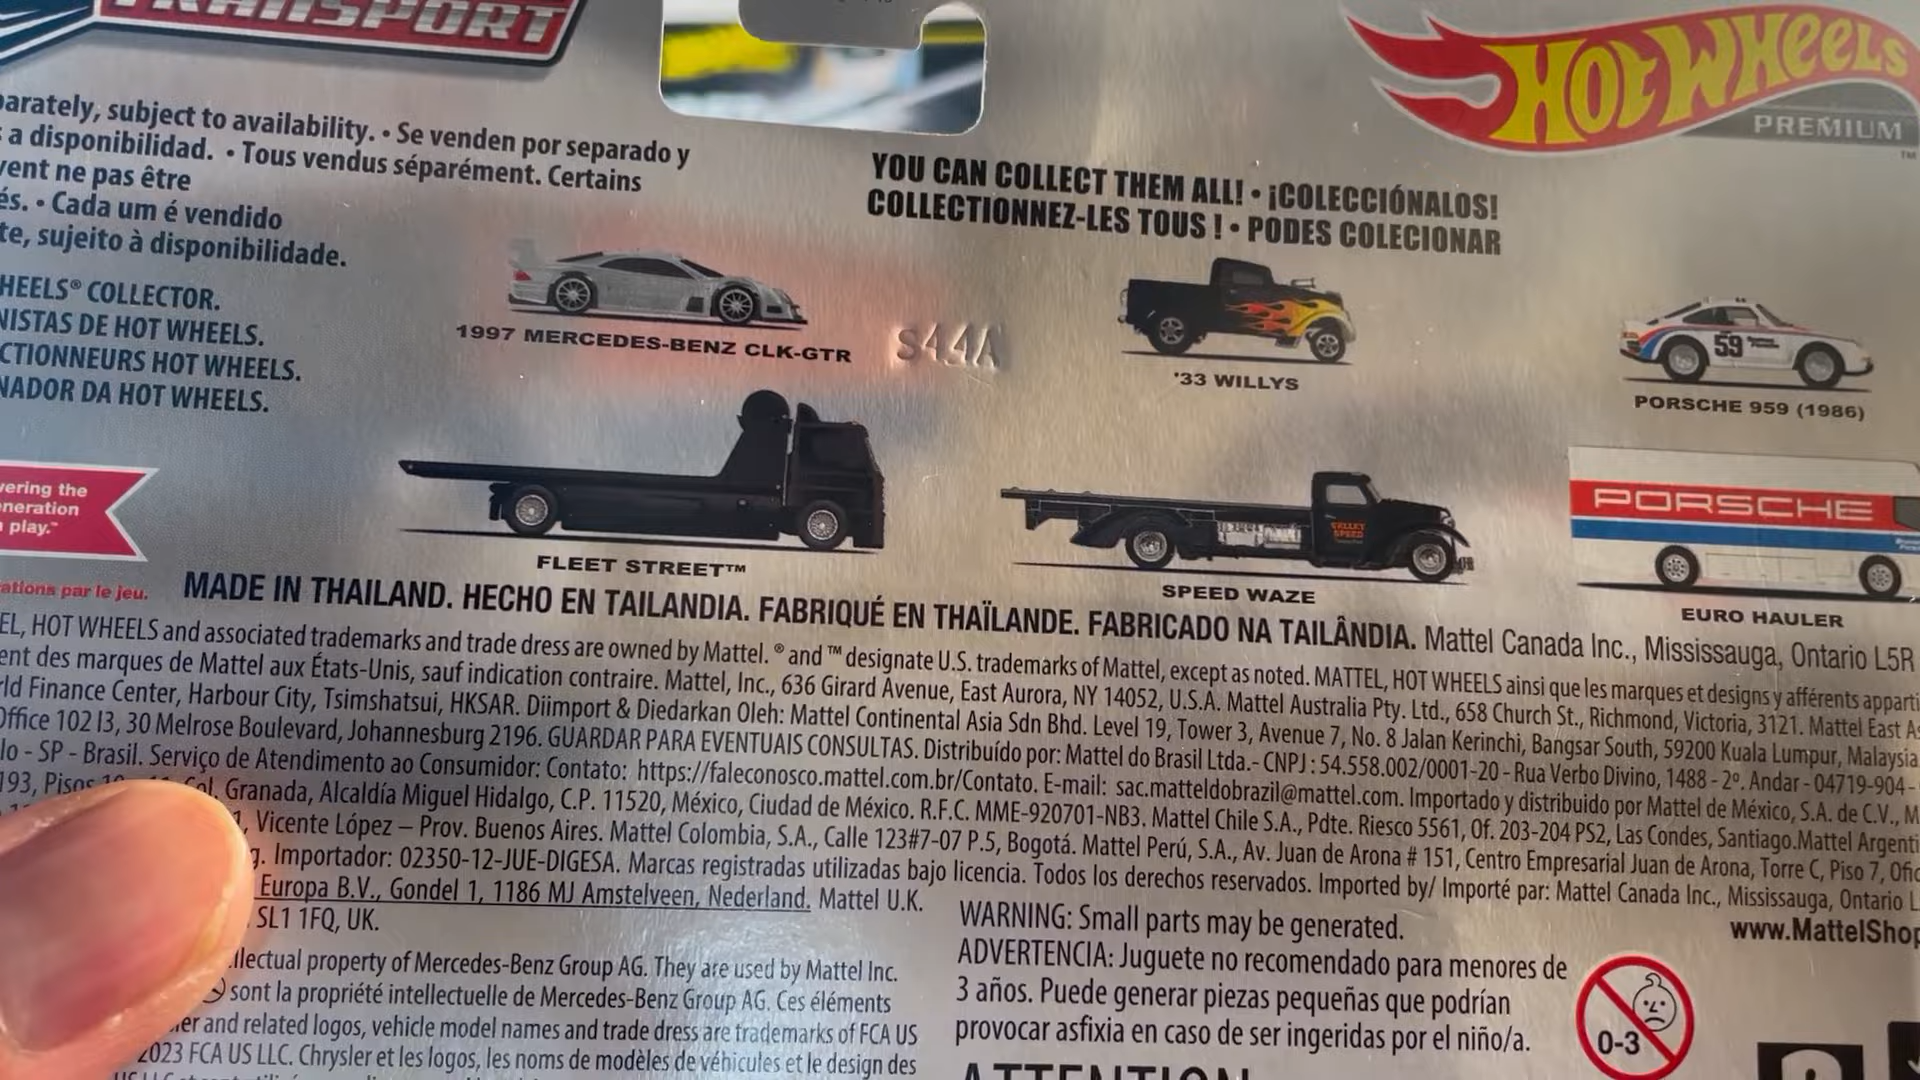 TRANSPORT
HOT WHEELS
PREMIUM
™
arately, subject to availability. • Se venden por separado y
a disponibilidad. • Tous vendus séparément. Certains
vent ne pas être
és. • Cada um é vendido
te, sujeito à disponibilidade.
HEELS® COLLECTOR.
NISTAS DE HOT WHEELS.
CTIONNEURS HOT WHEELS.
NADOR DA HOT WHEELS.
YOU CAN COLLECT THEM ALL! • ¡COLECCIÓNALOS!
COLLECTIONNEZ-LES TOUS ! • PODES COLECIONAR
1997 MERCEDES-BENZ CLK-GTR
S44A
'33 WILLYS
59
PORSCHE 959 (1986)
vering the
neration
play.™
ations par le jeu.
FLEET STREET™
SPEED WAZE
PORSCHE
EURO HAULER
MADE IN THAILAND. HECHO EN TAILANDIA. FABRIQUÉ EN THAÏLANDE. FABRICADO NA TAILÂNDIA. Mattel Canada Inc., Mississauga, Ontario L5R
EL, HOT WHEELS and associated trademarks and trade dress are owned by Mattel. ® and ™ designate U.S. trademarks of Mattel, except as noted. MATTEL, HOT WHEELS ainsi que les marques et designs y afférents apparti
ent des marques de Mattel aux États-Unis, sauf indication contraire. Mattel, Inc., 636 Girard Avenue, East Aurora, NY 14052, U.S.A. Mattel Australia Pty. Ltd., 658 Church St., Richmond, Victoria, 3121. Mattel East As
rld Finance Center, Harbour City, Tsimshatsui, HKSAR. Diimport & Diedarkan Oleh: Mattel Continental Asia Sdn Bhd. Level 19, Tower 3, Avenue 7, No. 8 Jalan Kerinchi, Bangsar South, 59200 Kuala Lumpur, Malaysia.
Office 102 I3, 30 Melrose Boulevard, Johannesburg 2196. GUARDAR PARA EVENTUAIS CONSULTAS. Distribuído por: Mattel do Brasil Ltda.- CNPJ : 54.558.002/0001-20 - Rua Verbo Divino, 1488 - 2º. Andar - 04719-904 -
lo - SP - Brasil. Serviço de Atendimento ao Consumidor: Contato: https://faleconosco.mattel.com.br/Contato. E-mail: sac.matteldobrazil@mattel.com. Importado y distribuido por Mattel de México, S.A. de C.V., M
193, Pisos Col. Granada, Alcaldía Miguel Hidalgo, C.P. 11520, México, Ciudad de México. R.F.C. MME-920701-NB3. Mattel Chile S.A., Pdte. Riesco 5561, Of. 203-204 PS2, Las Condes, Santiago.Mattel Argenti
, Vicente López – Prov. Buenos Aires. Mattel Colombia, S.A., Calle 123#7-07 P.5, Bogotá. Mattel Perú, S.A., Av. Juan de Arona # 151, Centro Empresarial Juan de Arona, Torre C, Piso 7, Ofic
g. Importador: 02350-12-JUE-DIGESA. Marcas registradas utilizadas bajo licencia. Todos los derechos reservados. Imported by/ Importé par: Mattel Canada Inc., Mississauga, Ontario L
Europa B.V., Gondel 1, 1186 MJ Amstelveen, Nederland. Mattel U.K.
SL1 1FQ, UK.
www.MattelShop
llectual property of Mercedes-Benz Group AG. They are used by Mattel Inc.
sont la propriété intellectuelle de Mercedes-Benz Group AG. Ces éléments
er and related logos, vehicle model names and trade dress are trademarks of FCA US
2023 FCA US LLC. Chrysler et les logos, les noms de modèles de véhicules et le design des
WARNING: Small parts may be generated.
ADVERTENCIA: Juguete no recomendado para menores de
3 años. Puede generar piezas pequeñas que podrían
provocar asfixia en caso de ser ingeridas por el niño/a.
0-3
ATTENTION